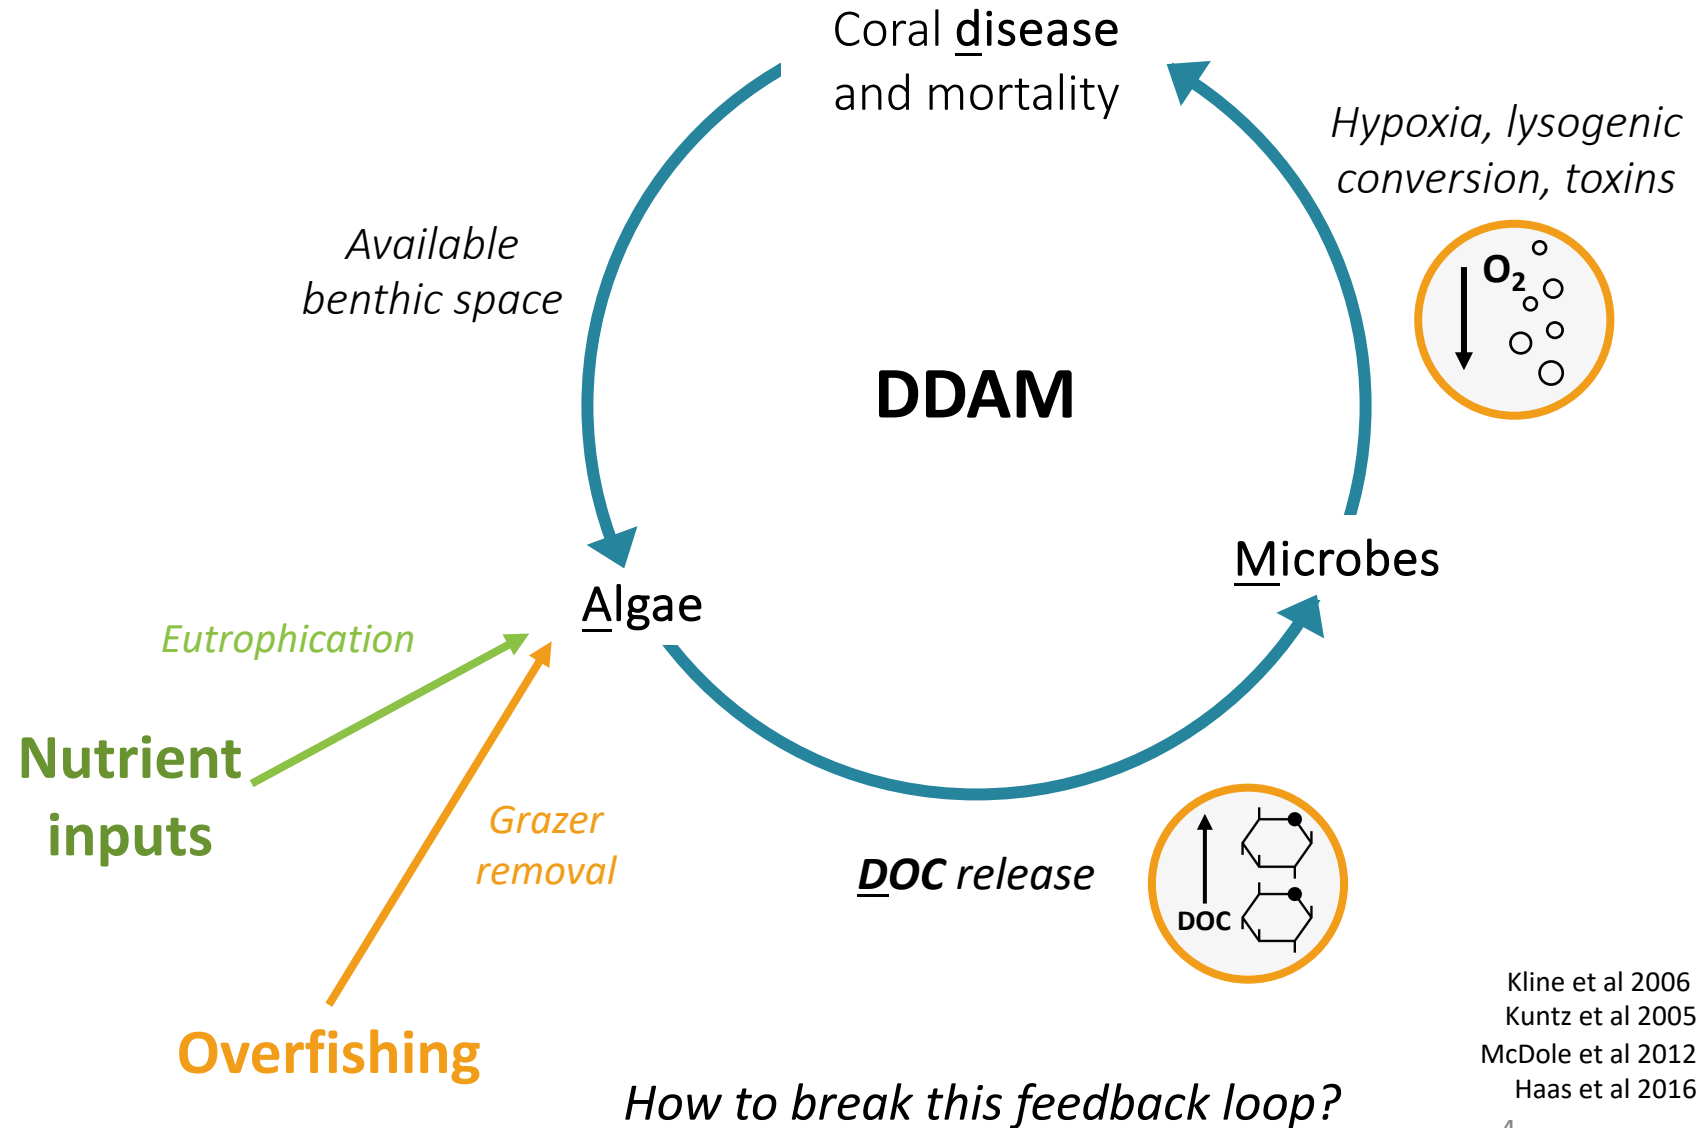 Coral disease
and mortality
Hypoxia, lysogenic
conversion, toxins
O₂
Available
benthic space
DDAM
Microbes
Algae
Eutrophication
Nutrient
inputs
Grazer
removal
DOC release
DOC
Overfishing
Kline et al 2006
Kuntz et al 2005
McDole et al 2012
Haas et al 2016
How to break this feedback loop?